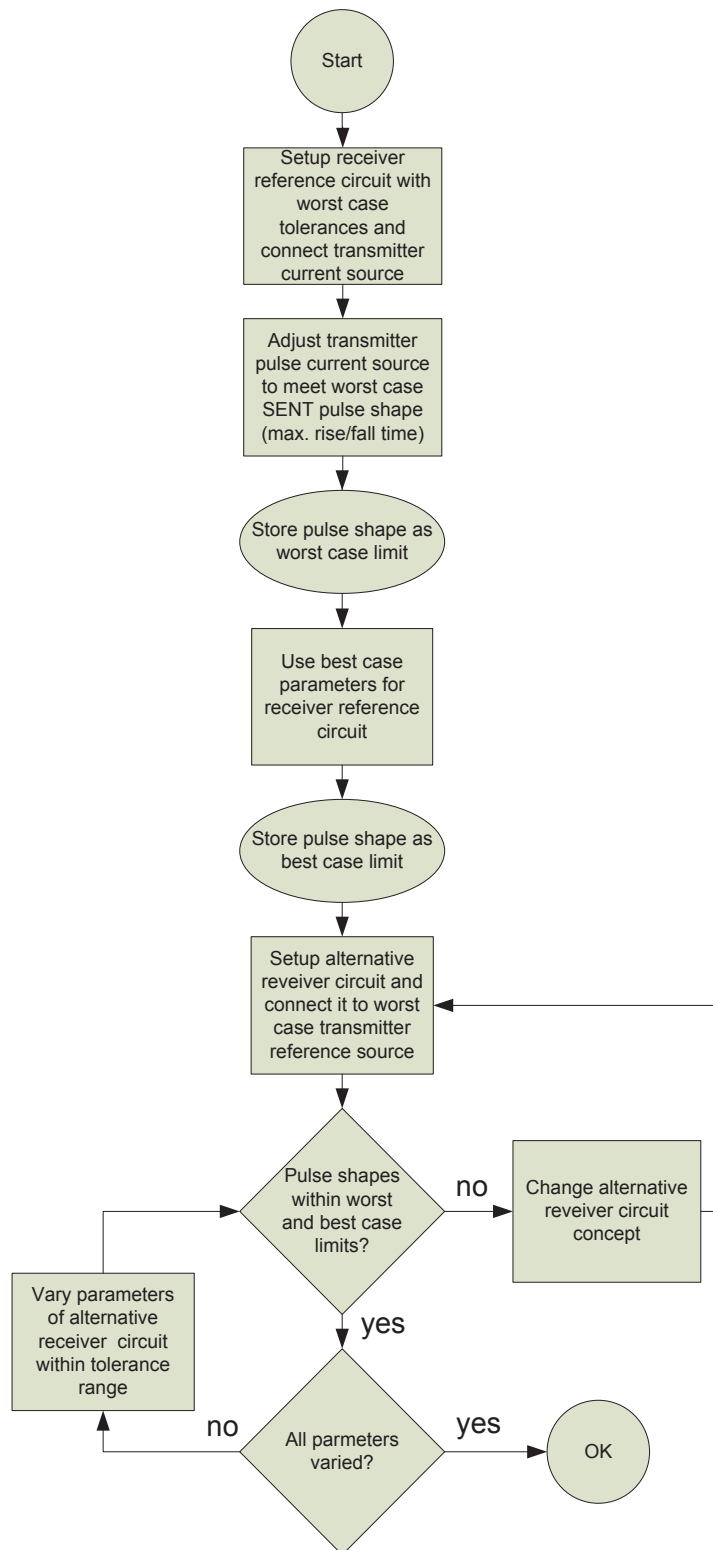 Start
Setup receiver
reference circuit with
worst case
tolerances and
connect transmitter
current source
Adjust transmitter
pulse current source
to meet worst case
SENT pulse shape
(max. rise/fall time)
Store pulse shape as
worst case limit
Use best case
parameters for
receiver reference
circuit
Store pulse shape as
best case limit
Setup alternative
reveiver circuit and
connect it to worst
case transmitter
reference source
Pulse shapes
within worst
and best case
limits?
no
Change alternative
reveiver circuit
concept
yes
Vary parameters
of alternative
receiver circuit
within tolerance
range
no
All parmeters
varied?
yes
OK